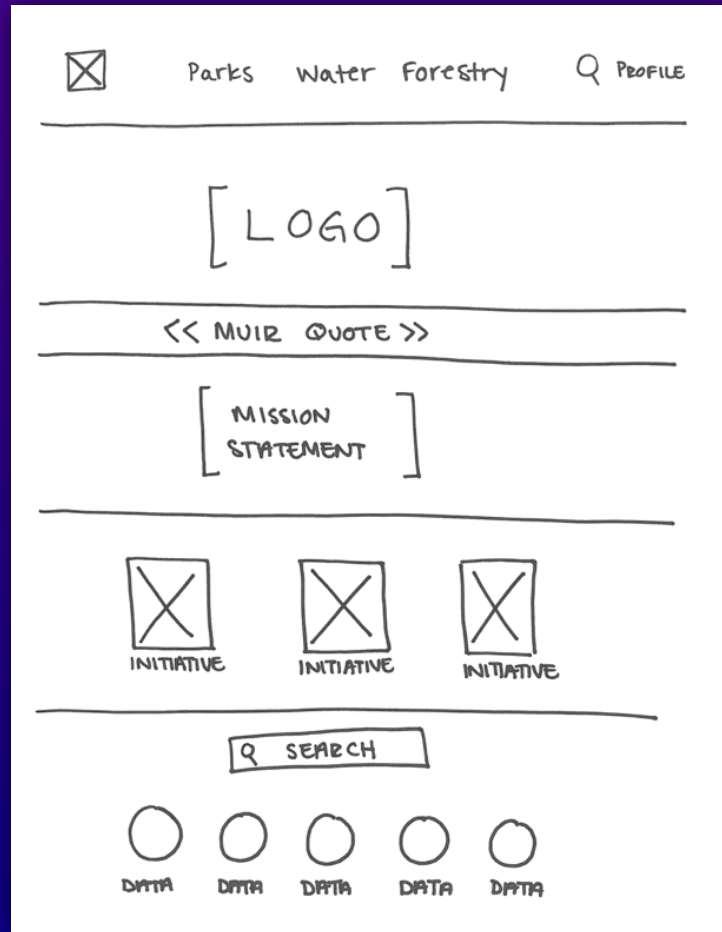 Parks Water Forestry PROFILE
[LOGO]
<< MUIR QUOTE >>
[MISSION
STATEMENT]
INITIATIVE INITIATIVE INITIATIVE
SEARCH
DATA DATA DATA DATA DATA